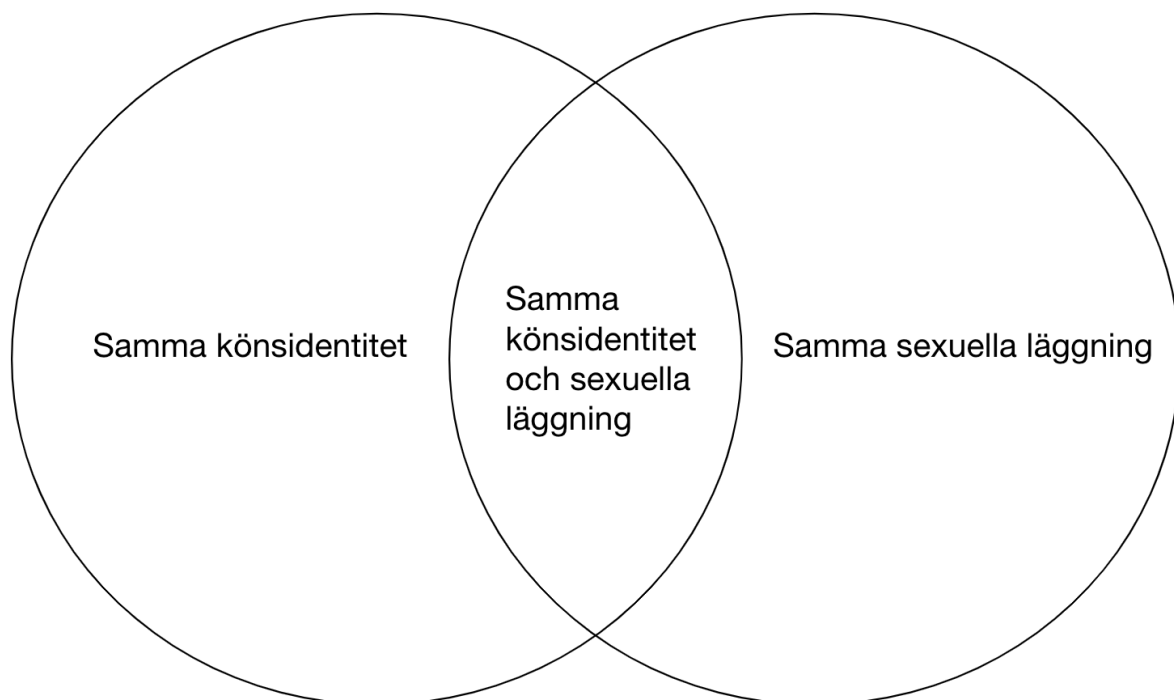 Samma könsidentitet
Samma
könsidentitet
och sexuella
läggning
Samma sexuella läggning